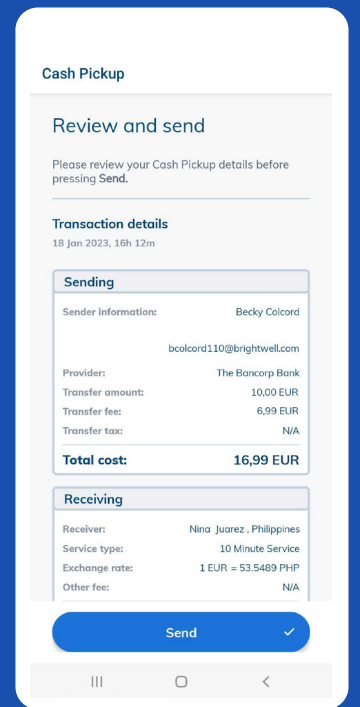 Cash Pickup
Review and send
Please review your Cash Pickup details before
pressing Send.
Transaction details
18 Jan 2023, 16h 12m
Sending
Sender information: Becky Colcord
bcolcord110@brightwell.com
Provider: The Bancorp Bank
Transfer amount: 10,00 EUR
Transfer fee: 6,99 EUR
Transfer tax: N/A
Total cost: 16,99 EUR
Receiving
Receiver: Nina Juarez , Philippines
Service type: 10 Minute Service
Exchange rate: 1 EUR = 53.5489 PHP
Other fee: N/A
Send